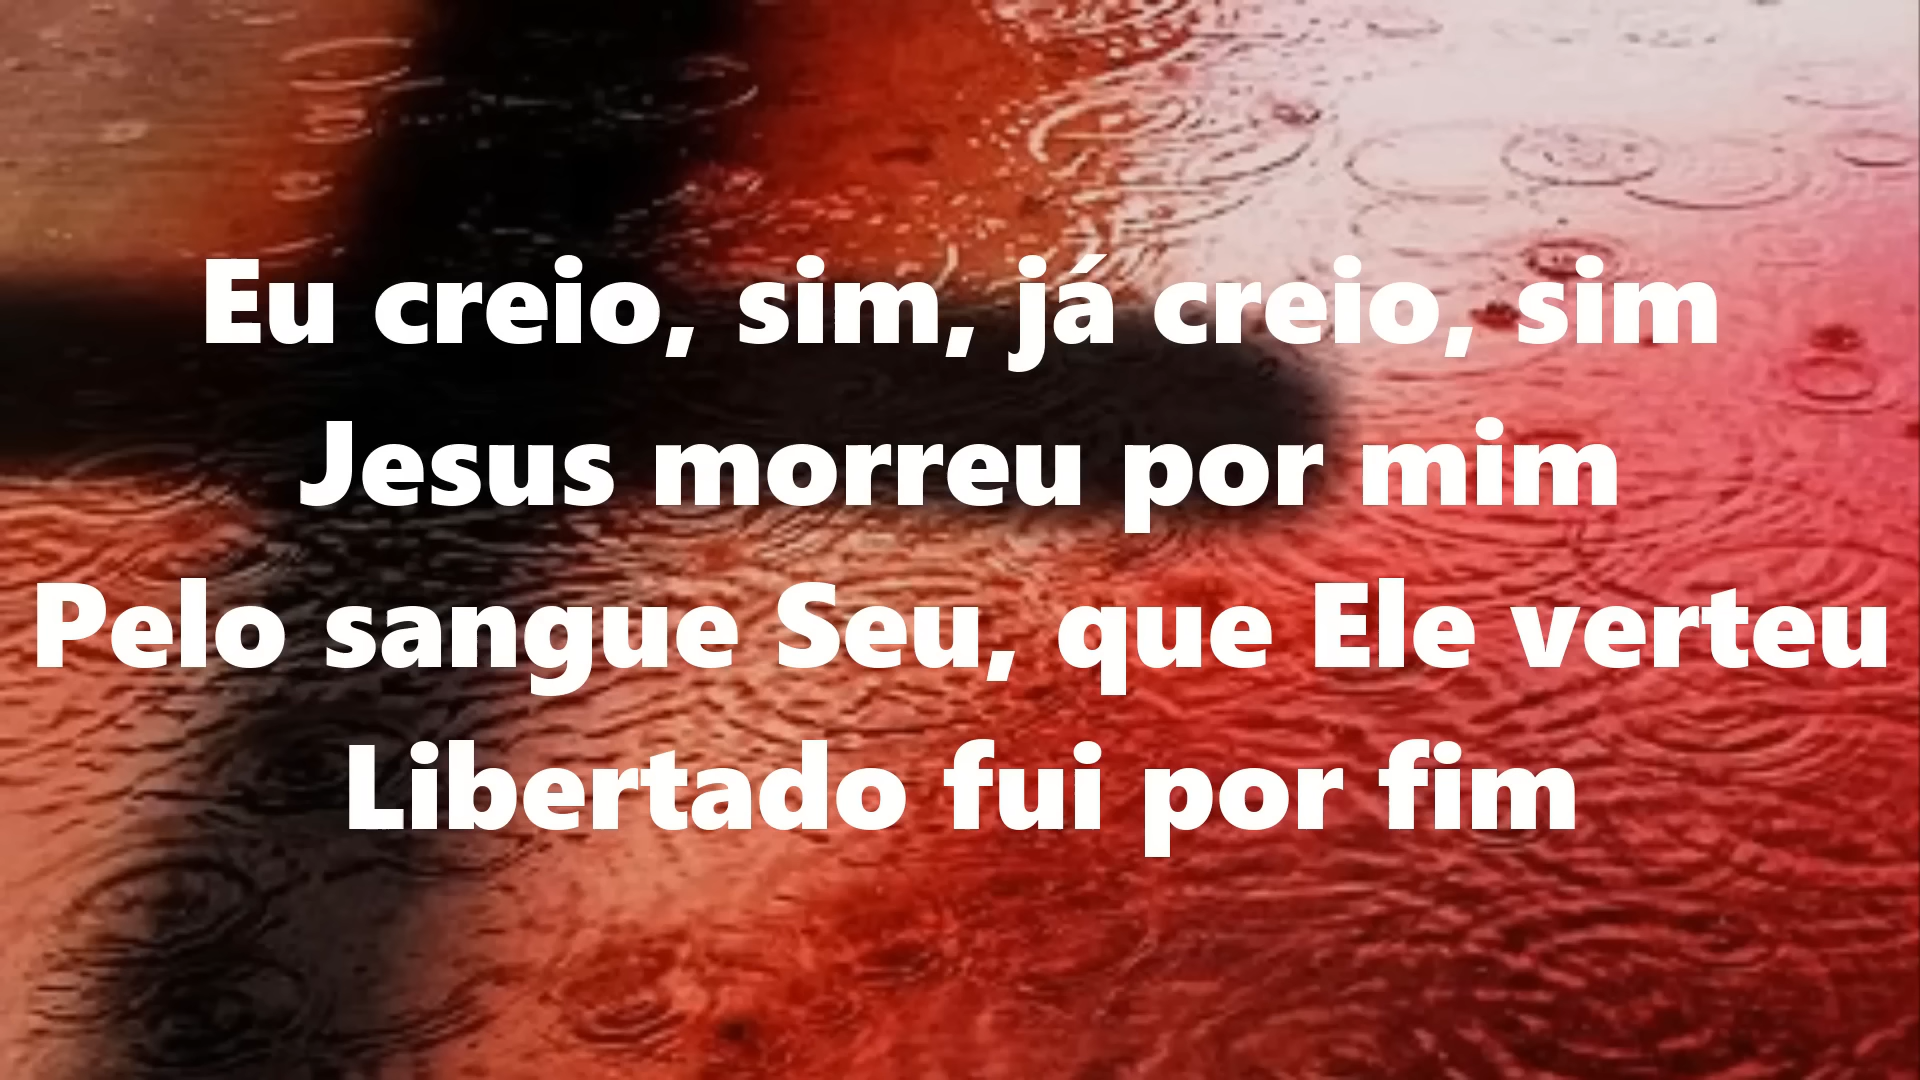 Eu creio, sim, já creio, sim
Jesus morreu por mim
Pelo sangue Seu, que Ele verteu
Libertado fui por fim